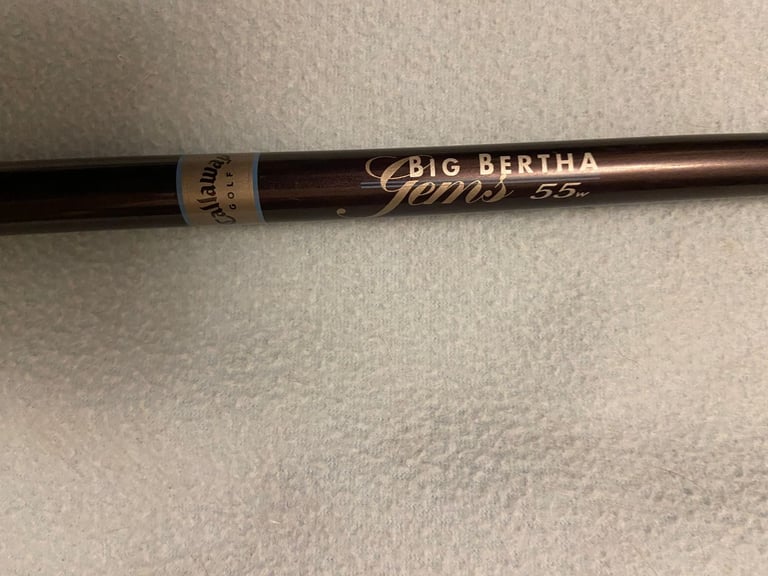 Callaway
GOLF
BIG BERTHA
Gems 55w